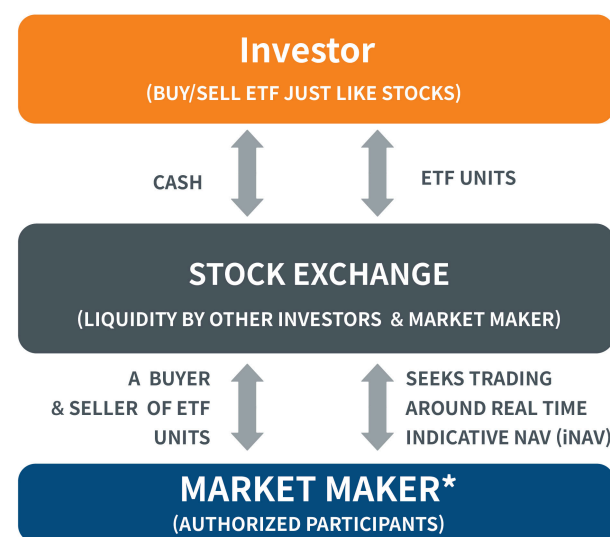 Investor
(BUY/SELL ETF JUST LIKE STOCKS)
CASH
ETF UNITS
STOCK EXCHANGE
(LIQUIDITY BY OTHER INVESTORS & MARKET MAKER)
A BUYER
& SELLER OF ETF
UNITS
SEEKS TRADING
AROUND REAL TIME
INDICATIVE NAV (iNAV)
MARKET MAKER*
(AUTHORIZED PARTICIPANTS)